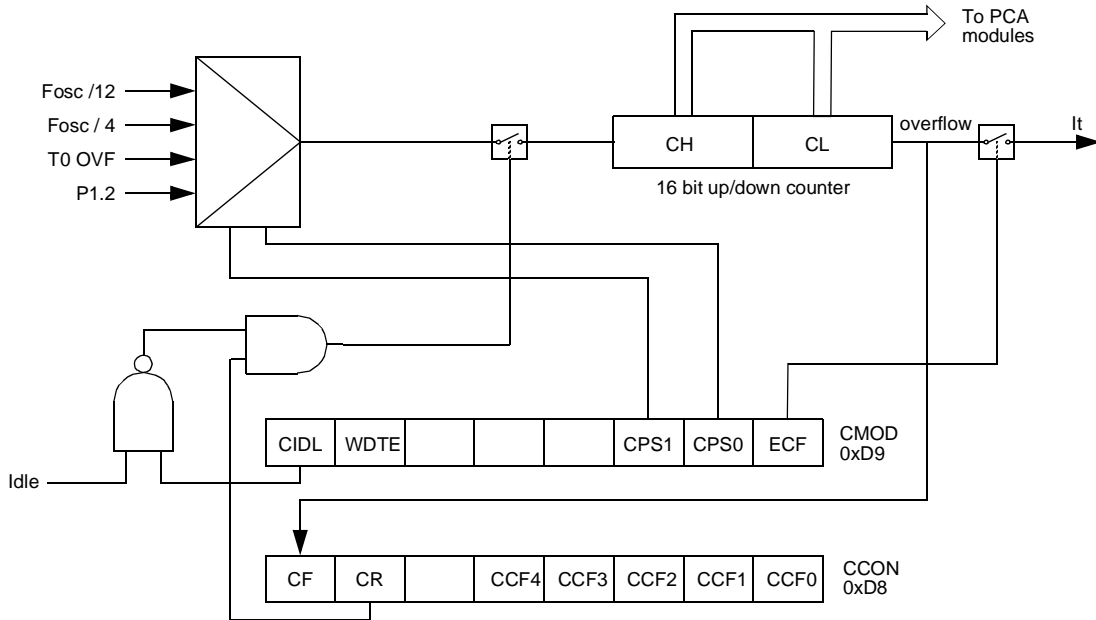 To PCA
modules
Fosc /12
Fosc / 4
T0 OVF
P1.2
CH
CL
overflow
It
16 bit up/down counter
CIDL
WDTE
CPS1
CPS0
ECF
CMOD
0xD9
Idle
CF
CR
CCF4
CCF3
CCF2
CCF1
CCF0
CCON
0xD8